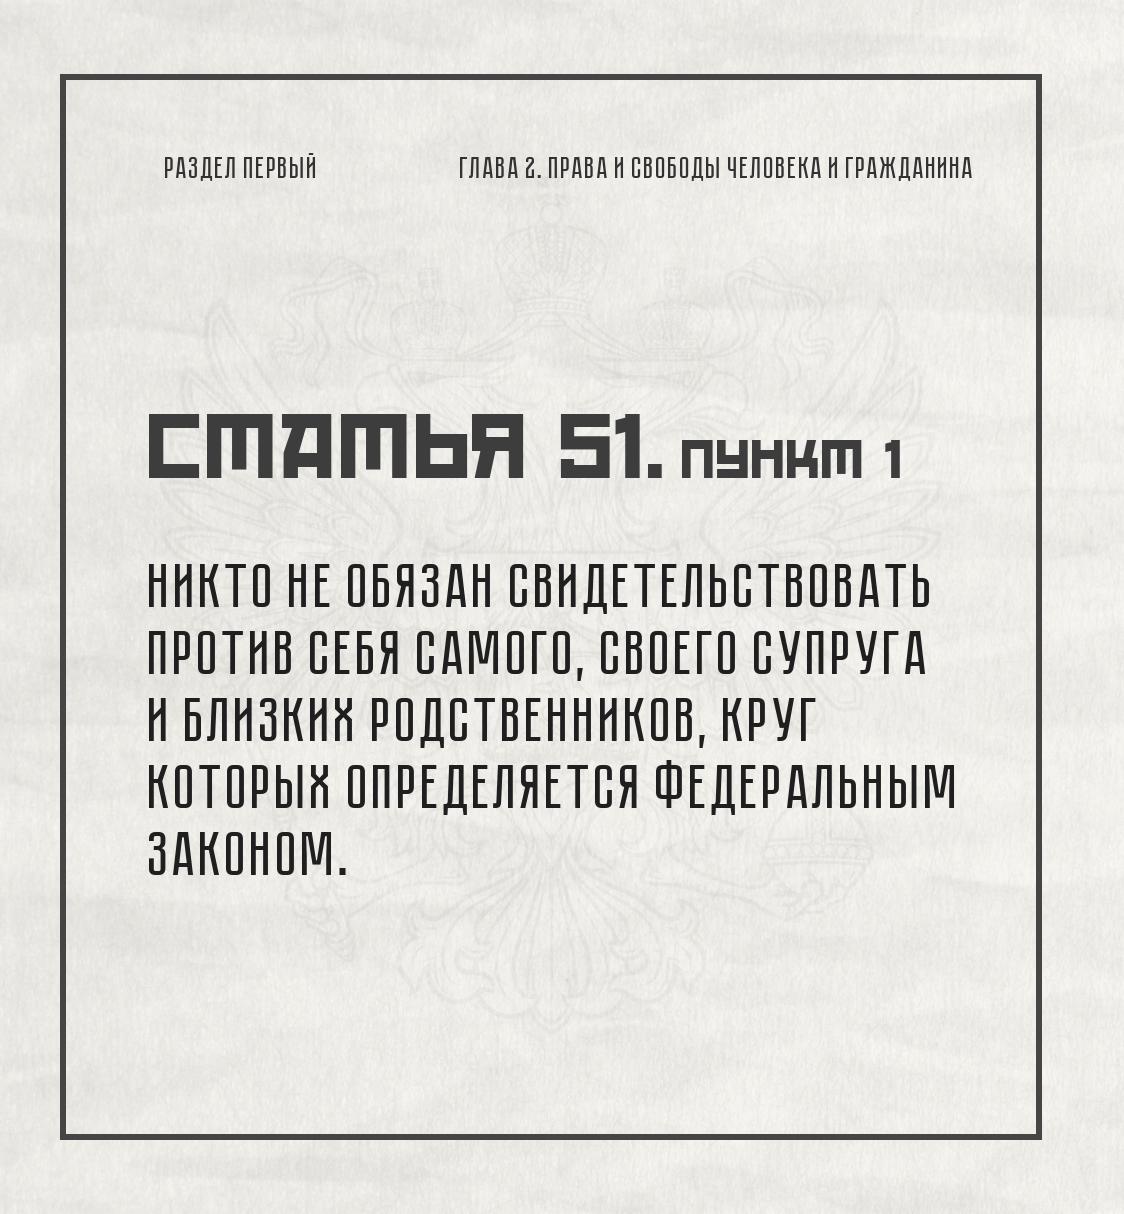 РАЗДЕЛ ПЕРВЫЙ
ГЛАВА 2. ПРАВА И СВОБОДЫ ЧЕЛОВЕКА И ГРАЖДАНИНА
СТАТЬЯ 51. ПУНКТ 1
НИКТО НЕ ОБЯЗАН СВИДЕТЕЛЬСТВОВАТЬ
ПРОТИВ СЕБЯ САМОГО, СВОЕГО СУПРУГА
И БЛИЗКИХ РОДСТВЕННИКОВ, КРУГ
КОТОРЫХ ОПРЕДЕЛЯЕТСЯ ФЕДЕРАЛЬНЫМ
ЗАКОНОМ.